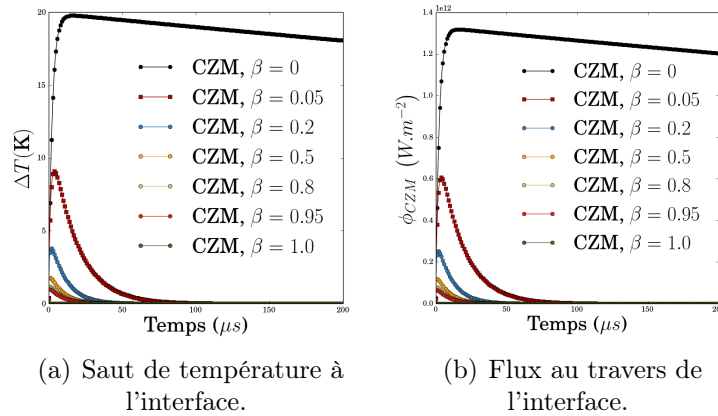 20
15
10
5
0
0 50 100 150 200
ΔT(K)
Temps (μs)
CZM, β = 0
CZM, β = 0.05
CZM, β = 0.2
CZM, β = 0.5
CZM, β = 0.8
CZM, β = 0.95
CZM, β = 1.0
(a) Saut de température à
l'interface.
1e12
1.4
1.2
1.0
0.8
0.6
0.4
0.2
0.0
0 50 100 150 200
ϕCZM (W.m−2)
Temps (μs)
CZM, β = 0
CZM, β = 0.05
CZM, β = 0.2
CZM, β = 0.5
CZM, β = 0.8
CZM, β = 0.95
CZM, β = 1.0
(b) Flux au travers de
l'interface.